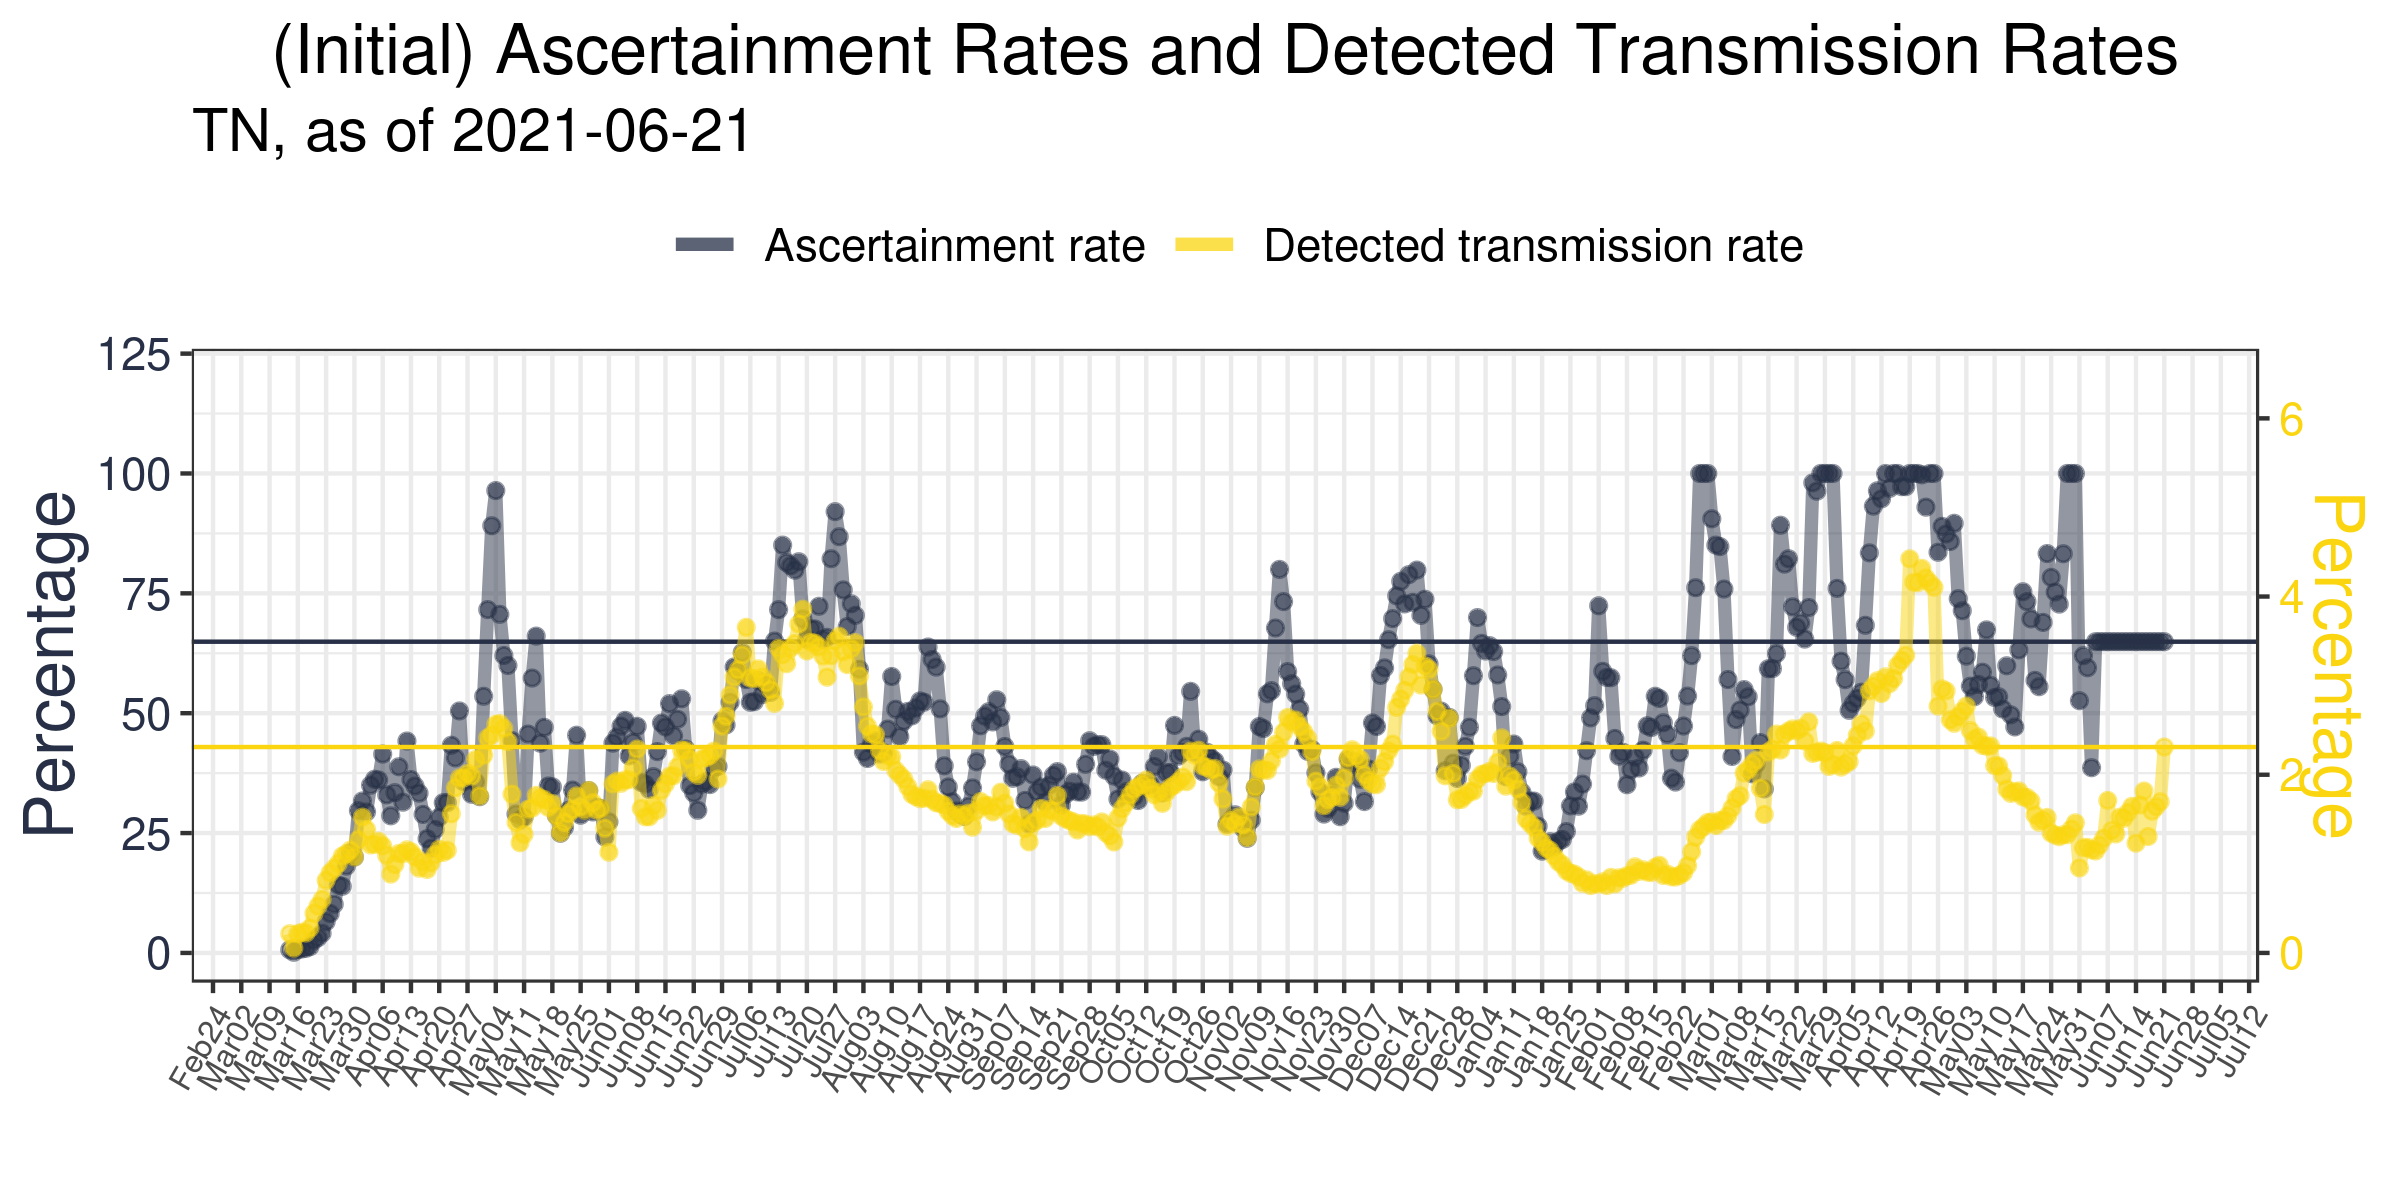 (Initial) Ascertainment Rates and Detected Transmission Rates
TN, as of 2021-06-21
Ascertainment rate
Detected transmission rate
Percentage
125
100
75
50
25
0
6
4
2
0
Percentage
Feb24
Mar02
Mar09
Mar16
Mar23
Mar30
Apr06
Apr13
Apr20
Apr27
May04
May11
May18
May25
Jun01
Jun08
Jun15
Jun22
Jun29
Jul06
Jul13
Jul20
Jul27
Aug03
Aug10
Aug17
Aug24
Aug31
Sep07
Sep14
Sep21
Sep28
Oct05
Oct12
Oct19
Oct26
Nov02
Nov09
Nov16
Nov23
Nov30
Dec07
Dec14
Dec21
Dec28
Jan04
Jan11
Jan18
Jan25
Feb01
Feb08
Feb15
Feb22
Mar01
Mar08
Mar15
Mar22
Mar29
Apr05
Apr12
Apr19
Apr26
May03
May10
May17
May24
May31
Jun07
Jun14
Jun21
Jun28
Jul05
Jul12